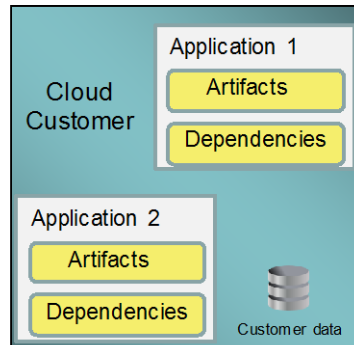 Application 1
Artifacts
Dependencies
Cloud
Customer
Application 2
Artifacts
Dependencies
Customer data